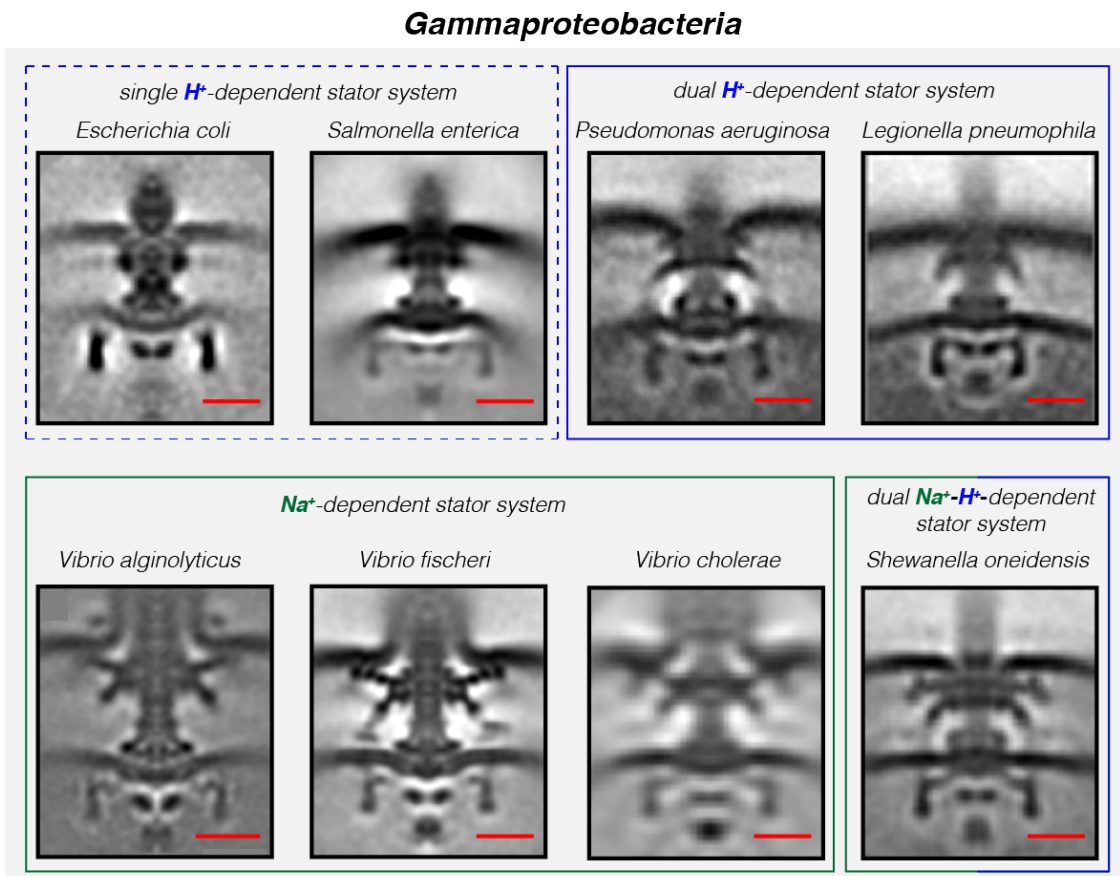 Gammaproteobacteria
single H⁺-dependent stator system
dual H⁺-dependent stator system
Escherichia coli
Salmonella enterica
Pseudomonas aeruginosa
Legionella pneumophila
Na⁺-dependent stator system
dual Na⁺-H⁺-dependent
stator system
Vibrio alginolyticus
Vibrio fischeri
Vibrio cholerae
Shewanella oneidensis